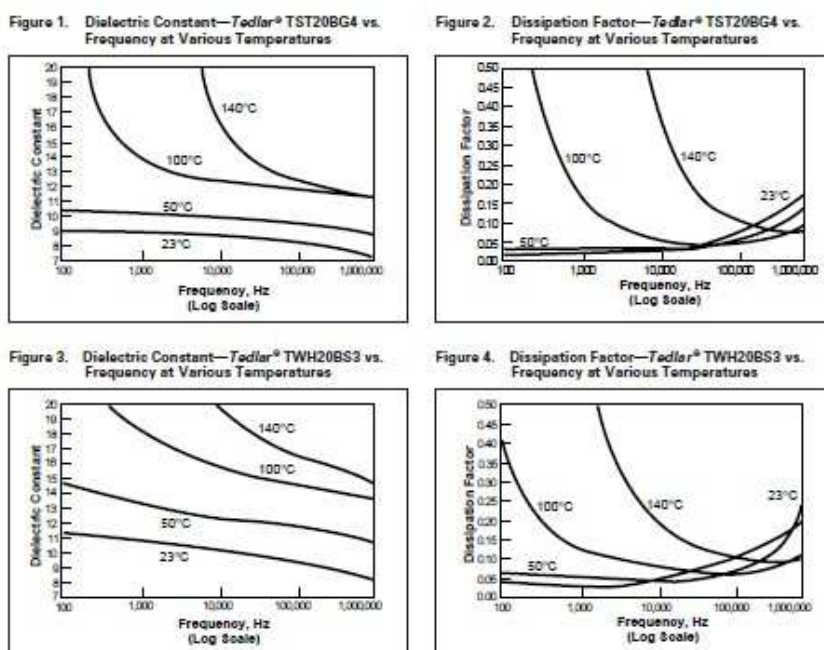 Figure 1. Dielectric Constant—Tedlar® TST20BG4 vs.
Frequency at Various Temperatures
Dielectric Constant
20
19
18
17
16
15
14
13
12
11
10
9
8
7
140°C
100°C
50°C
23°C
100
1,000
10,000
100,000
1,000,000
Frequency, Hz
(Log Scale)
Figure 2. Dissipation Factor—Tedlar® TST20BG4 vs.
Frequency at Various Temperatures
Dissipation Factor
0.50
0.45
0.40
0.35
0.30
0.25
0.20
0.15
0.10
0.05
0.00
100°C
140°C
23°C
50°C
100
1,000
10,000
100,000
1,000,000
Frequency, Hz
(Log Scale)
Figure 3. Dielectric Constant—Tedlar® TWH20BS3 vs.
Frequency at Various Temperatures
Dielectric Constant
20
19
18
17
16
15
14
13
12
11
10
9
8
7
140°C
100°C
50°C
23°C
100
1,000
10,000
100,000
1,000,000
Frequency, Hz
(Log Scale)
Figure 4. Dissipation Factor—Tedlar® TWH20BS3 vs.
Frequency at Various Temperatures
Dissipation Factor
0.50
0.45
0.40
0.35
0.30
0.25
0.20
0.15
0.10
0.05
0.00
23°C
100°C
140°C
50°C
100
1,000
10,000
100,000
1,000,000
Frequency, Hz
(Log Scale)